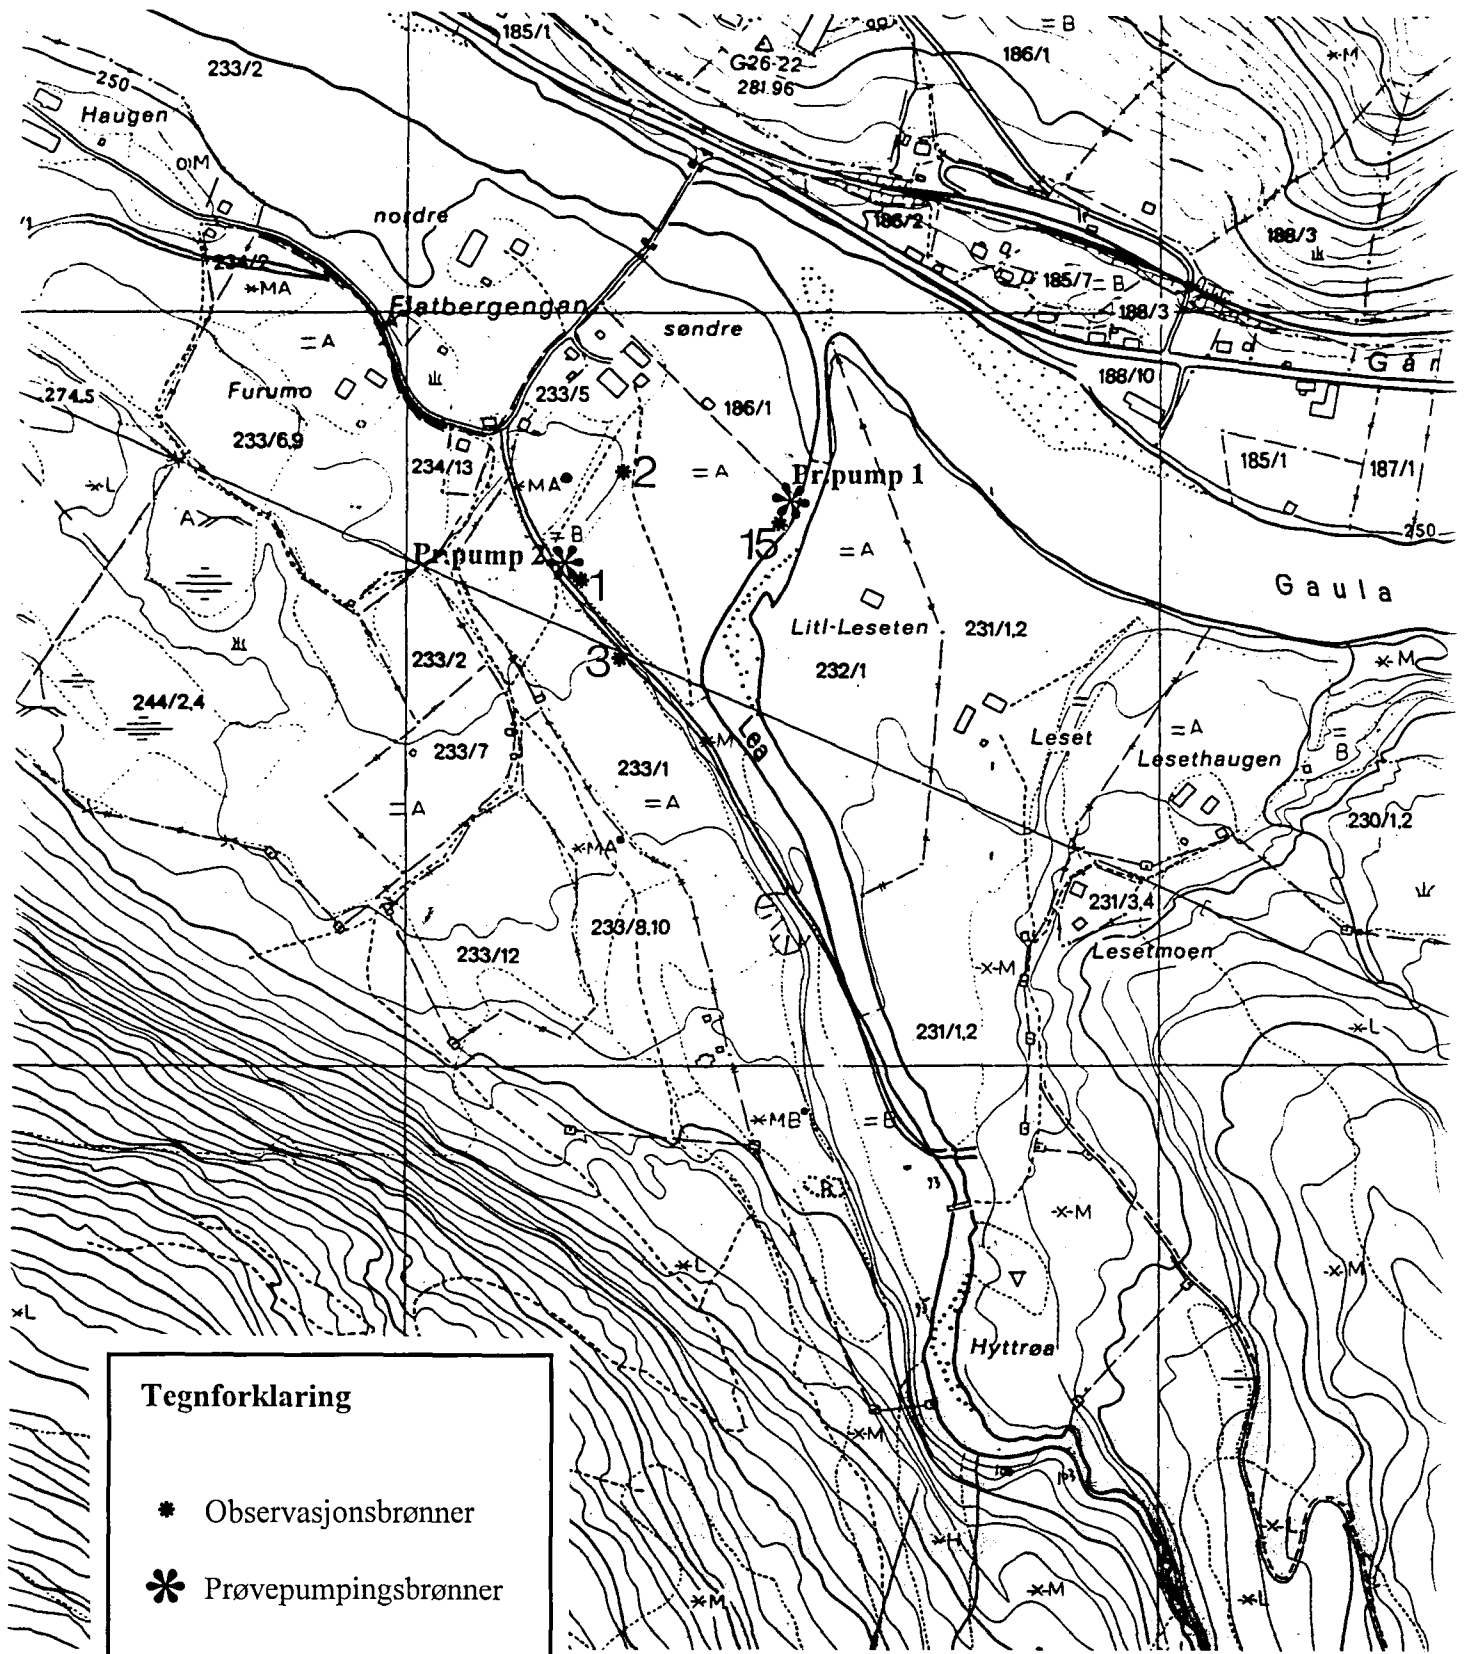 185/1
= B
186/1
*M
233/2
G26-22
281.96
250
Haugen
O)M
nordre
/1
234/2
*MA
186/2
188/3
185/7
= B
Flatbergengan
søndre
188/3
= A
Går
188/10
274.5
Furumo
233/5
186/1
233/6.9
234/13
185/1
187/1
*L
*MA
2
= A
Pr.pump 1
A
250
= B
15
= A
Pr.pump 2
1
Gaula
Litl-Leseten
231/1,2
233/2
3
232/1
*M
244/2,4
Lea
Leset
= A
= B
233/7
*M
Lesethaugen
233/1
= A
= A
230/1,2
*MA
231/3,4
233/8,10
233/12
-x-M
Lesetmoen
231/1,2
*L
*MB
= B
-x-M
*L
-x-M
*L
Hyttrøa
*M
Tegnforklaring
Observasjonsbrønner
*H
*L
Prøvepumpingsbrønner
*M
*M
*L